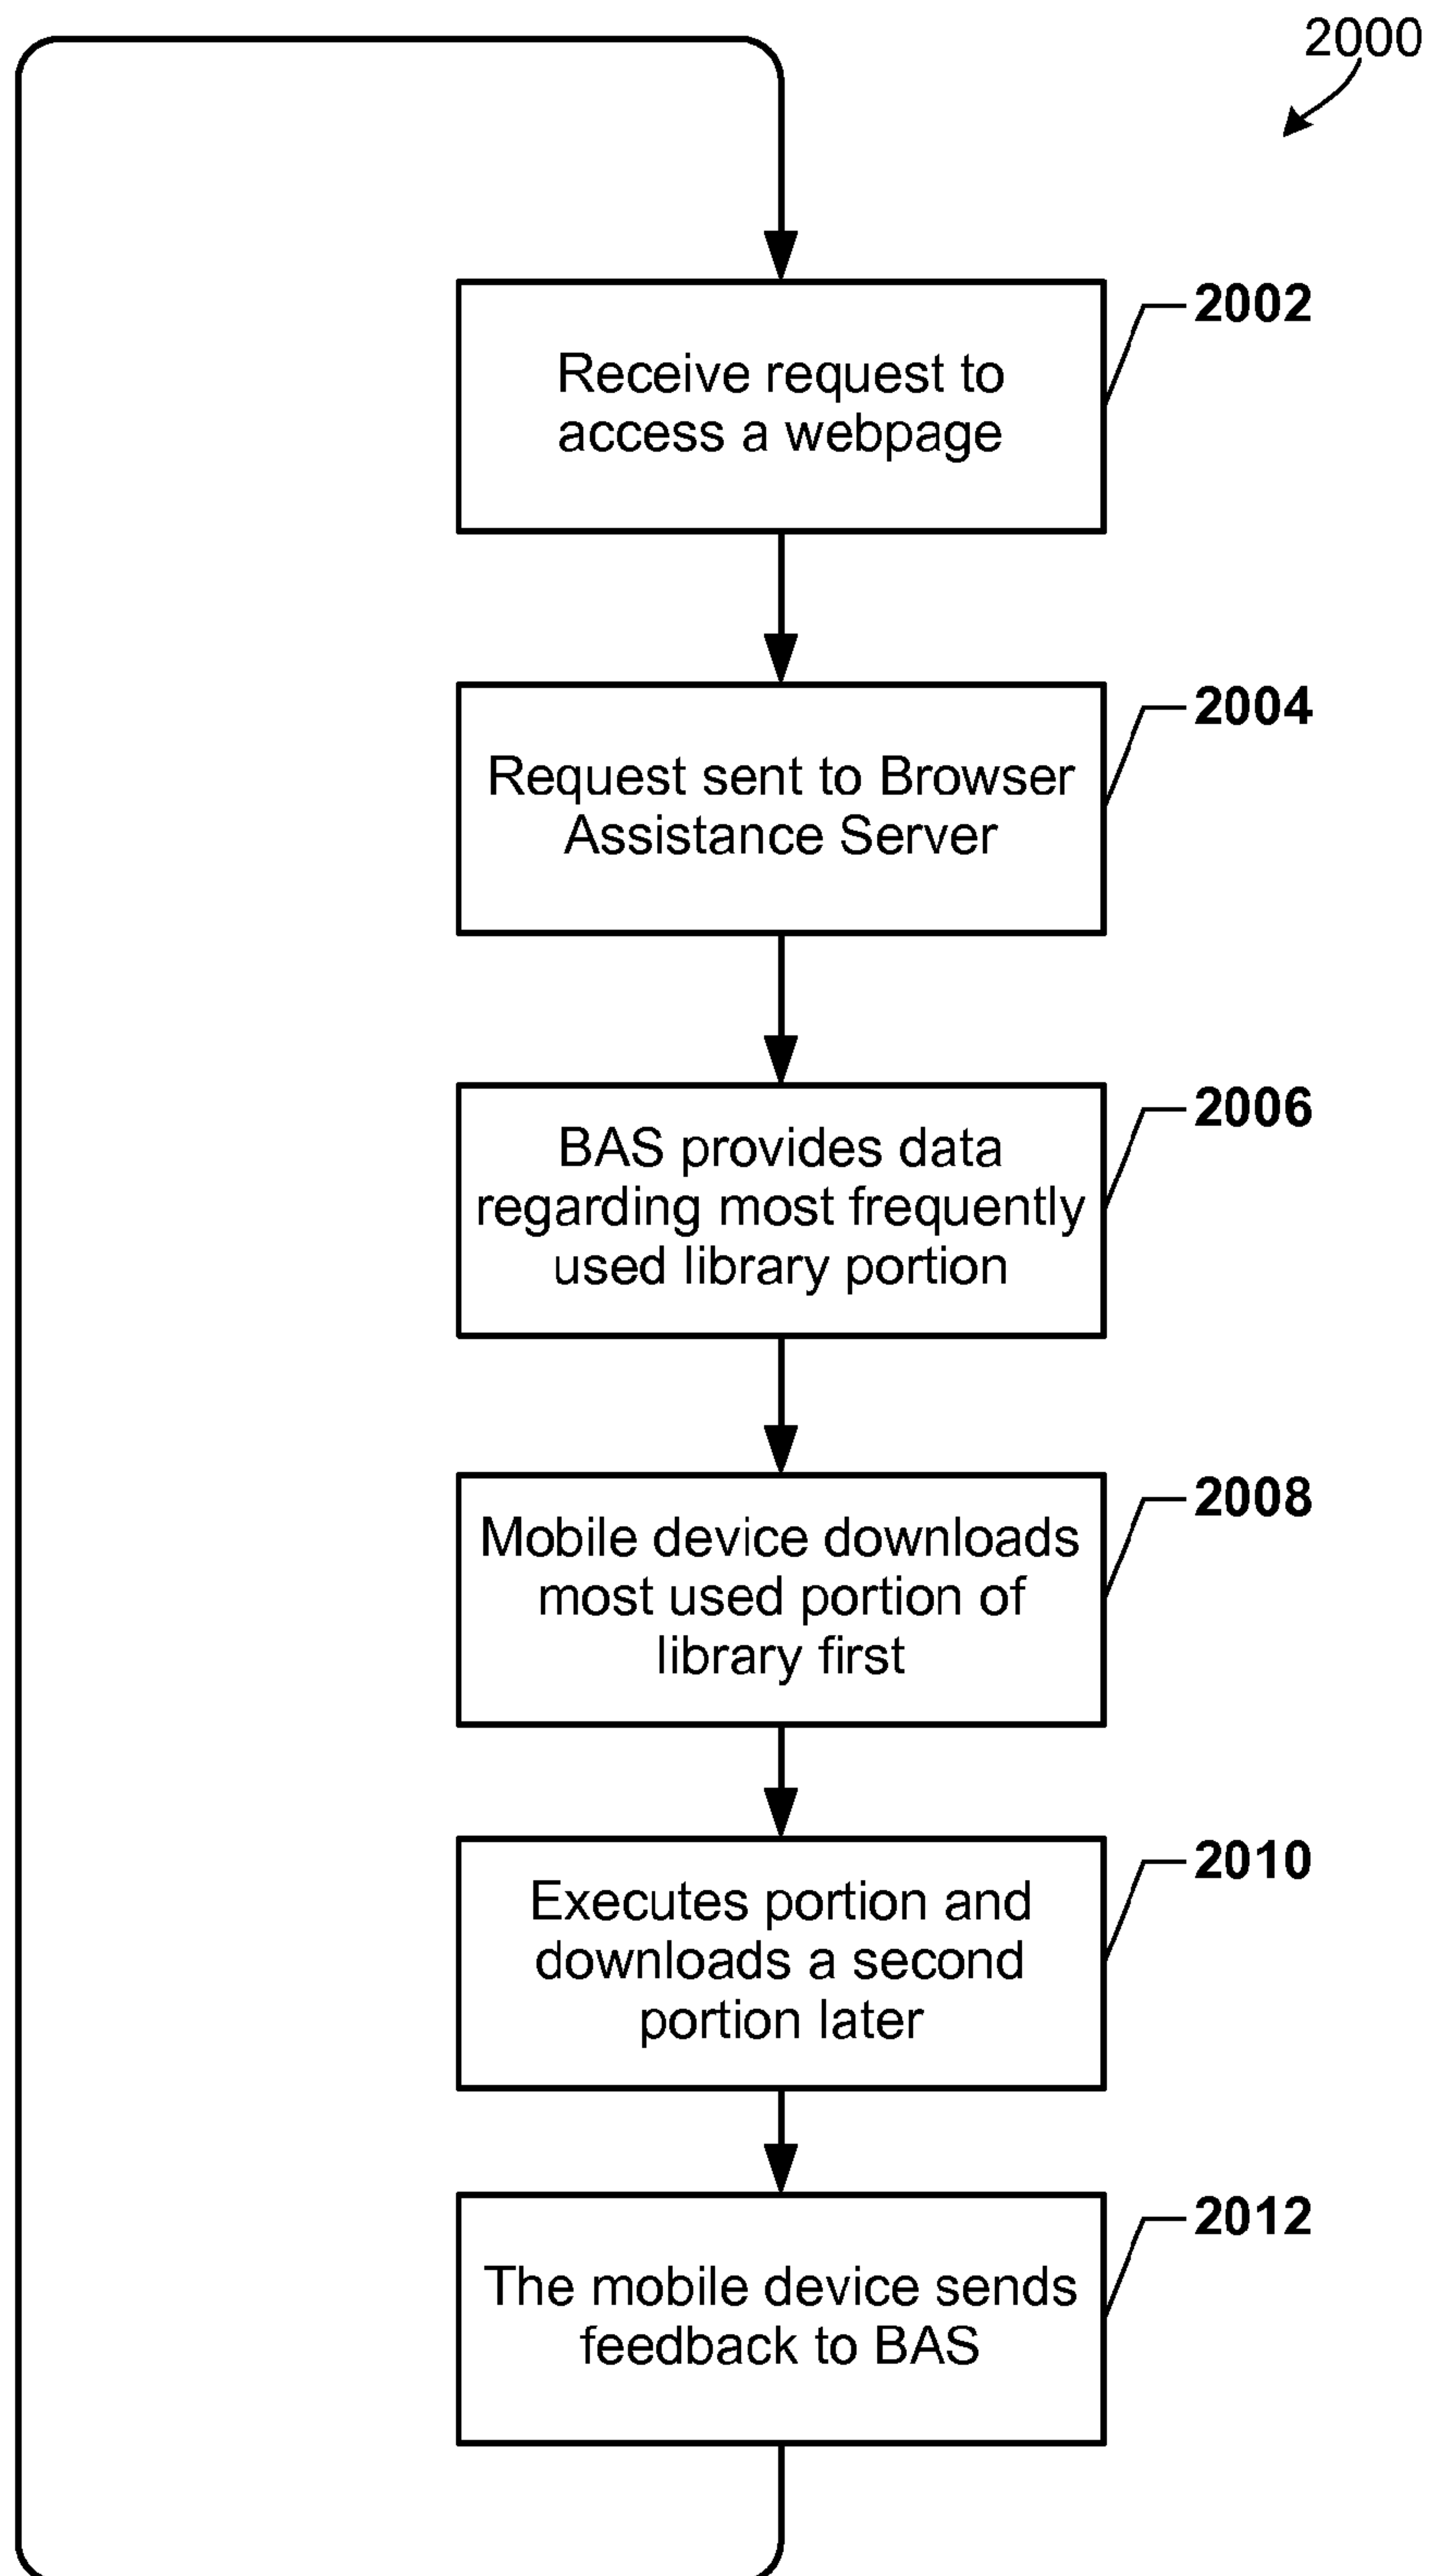 2000
2002
Receive request to
access a webpage
2004
Request sent to Browser
Assistance Server
2006
BAS provides data
regarding most frequently
used library portion
2008
Mobile device downloads
most used portion of
library first
2010
Executes portion and
downloads a second
portion later
2012
The mobile device sends
feedback to BAS